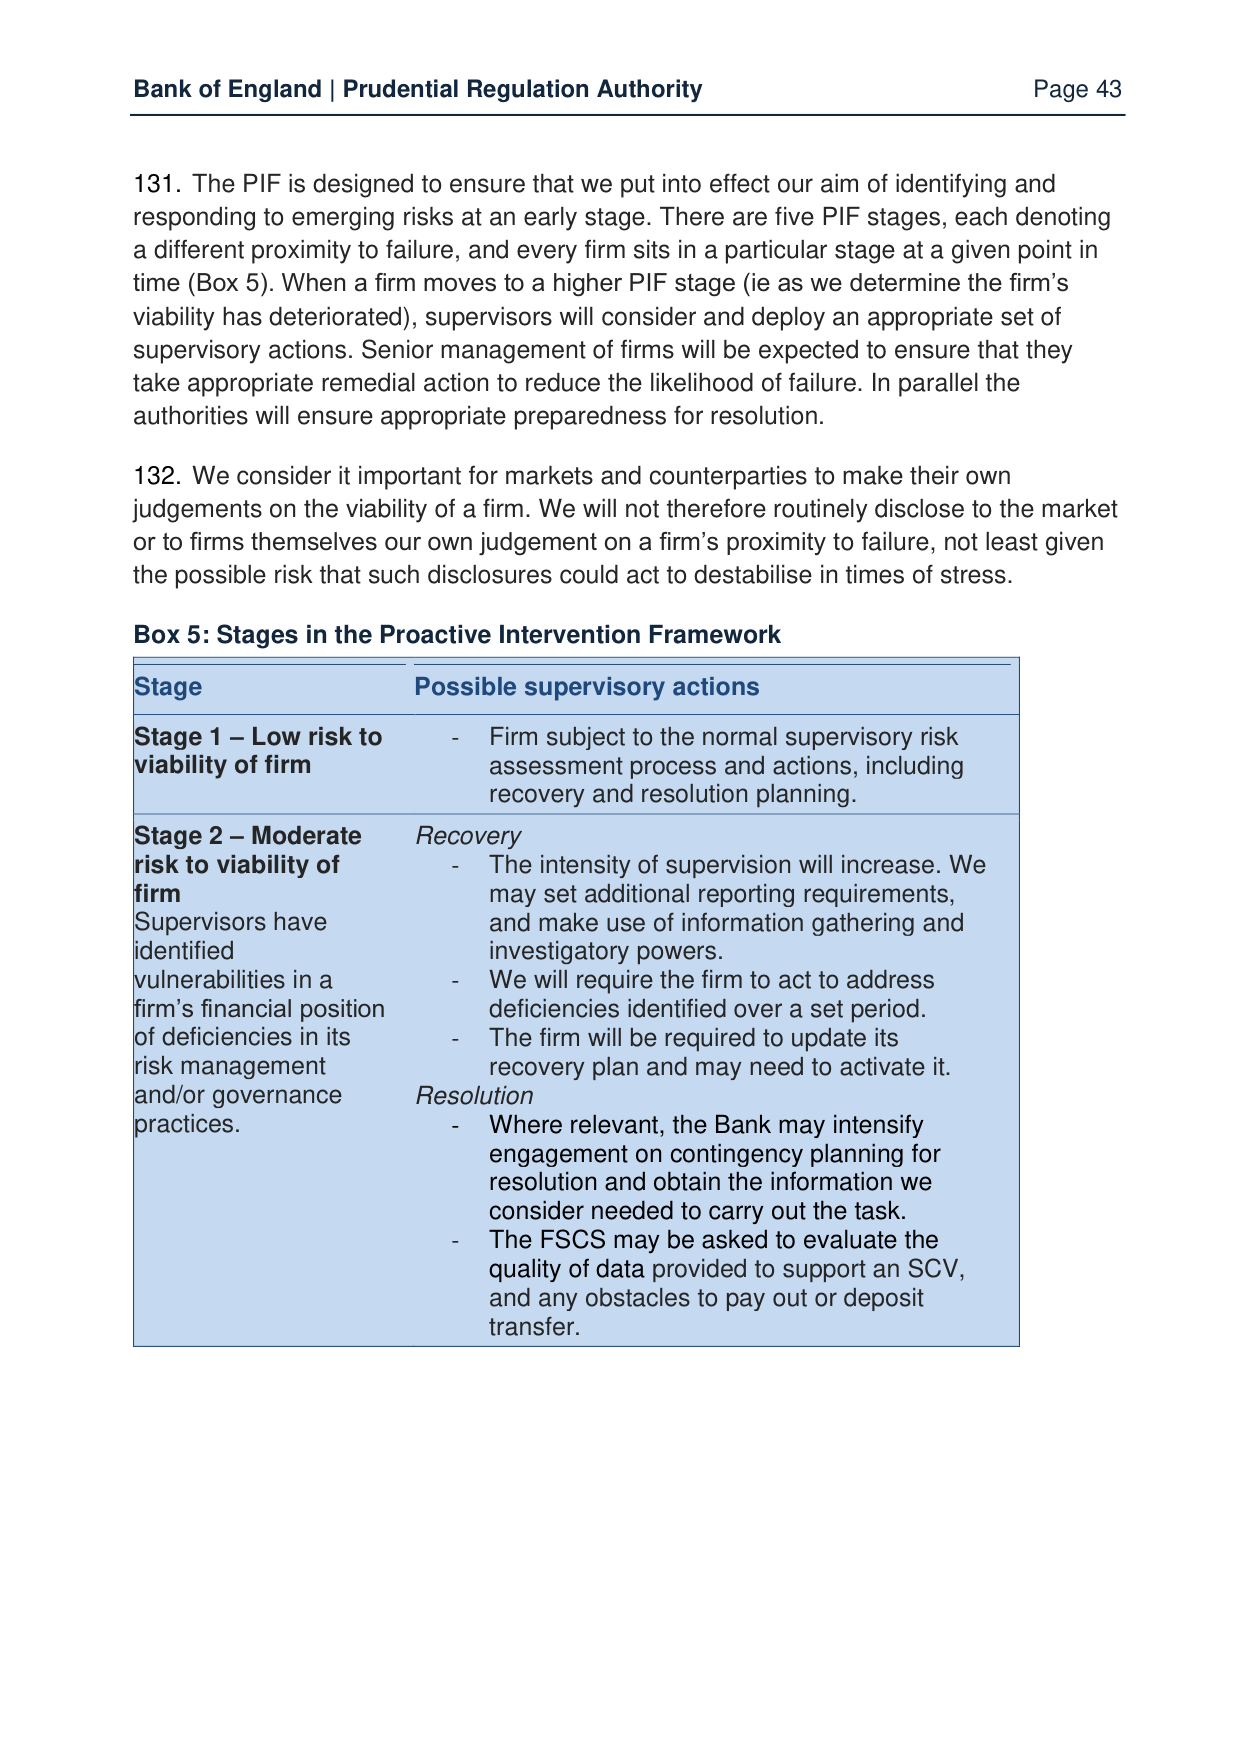 Bank of England | Prudential Regulation Authority Page 43
131. The PIF is designed to ensure that we put into effect our aim of identifying and
responding to emerging risks at an early stage. There are five PIF stages, each denoting
a different proximity to failure, and every firm sits in a particular stage at a given point in
time (Box 5). When a firm moves to a higher PIF stage (ie as we determine the firm’s
viability has deteriorated), supervisors will consider and deploy an appropriate set of
supervisory actions. Senior management of firms will be expected to ensure that they
take appropriate remedial action to reduce the likelihood of failure. In parallel the
authorities will ensure appropriate preparedness for resolution.
132. We consider it important for markets and counterparties to make their own
judgements on the viability of a firm. We will not therefore routinely disclose to the market
or to firms themselves our own judgement on a firm’s proximity to failure, not least given
the possible risk that such disclosures could act to destabilise in times of stress.
Box 5: Stages in the Proactive Intervention Framework
Stage
Possible supervisory actions
Stage 1 – Low risk to
viability of firm
- Firm subject to the normal supervisory risk
assessment process and actions, including
recovery and resolution planning.
Stage 2 – Moderate
risk to viability of
firm
Supervisors have
identified
vulnerabilities in a
firm’s financial position
of deficiencies in its
risk management
and/or governance
practices.
Recovery
- The intensity of supervision will increase. We
may set additional reporting requirements,
and make use of information gathering and
investigatory powers.
- We will require the firm to act to address
deficiencies identified over a set period.
- The firm will be required to update its
recovery plan and may need to activate it.
Resolution
- Where relevant, the Bank may intensify
engagement on contingency planning for
resolution and obtain the information we
consider needed to carry out the task.
- The FSCS may be asked to evaluate the
quality of data provided to support an SCV,
and any obstacles to pay out or deposit
transfer.